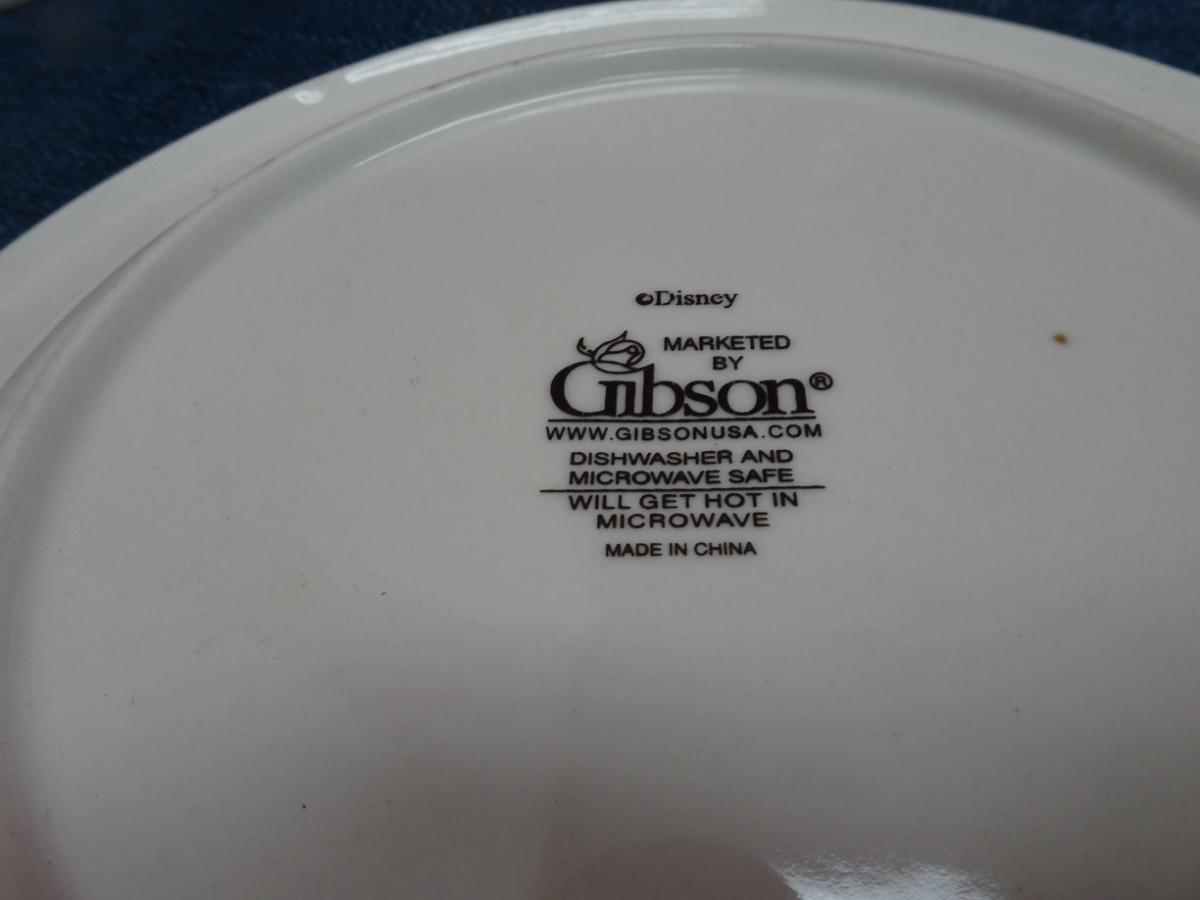 ©Disney
MARKETED
BY
Gibson®
WWW.GIBSONUSA.COM
DISHWASHER AND
MICROWAVE SAFE
WILL GET HOT IN
MICROWAVE
MADE IN CHINA